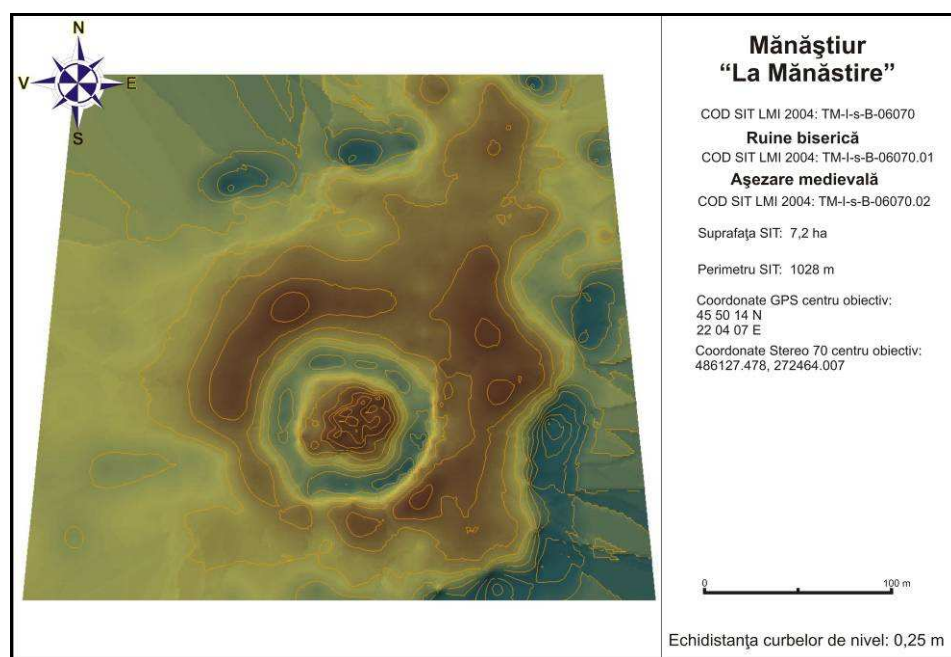 N
V
E
S
Mănăştiur
“La Mănăstire”
COD SIT LMI 2004: TM-I-s-B-06070
Ruine biserică
COD SIT LMI 2004: TM-I-s-B-06070.01
Aşezare medievală
COD SIT LMI 2004: TM-I-s-B-06070.02
Suprafaţa SIT: 7,2 ha
Perimetru SIT: 1028 m
Coordonate GPS centru obiectiv:
45 50 14 N
22 04 07 E
Coordonate Stereo 70 centru obiectiv:
486127.478, 272464.007
0 100 m
Echidistanţa curbelor de nivel: 0,25 m